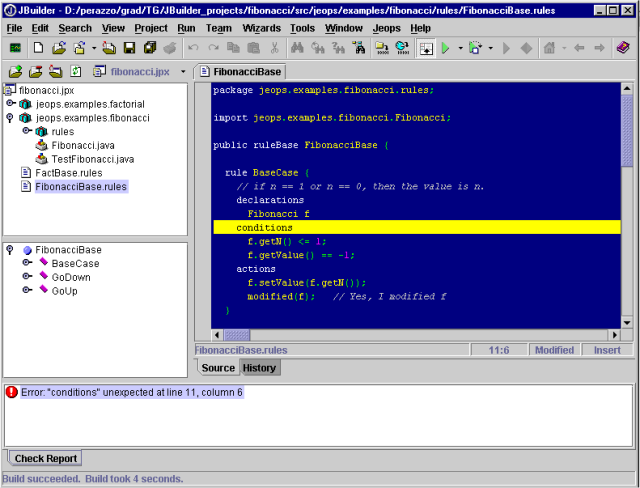 JBuilder - D:/perazzo/grad/TG/JBuilder_projects/fibonacci/src/jeops/examples/fibonacci/rules/FibonacciBase.rules
File Edit Search View Project Run Team Wizards Tools Window Jeops Help
fibonacci.jpx
FibonacciBase
fibonacci.jpx
jeops.examples.factorial
jeops.examples.fibonacci
rules
Fibonacci.java
TestFibonacci.java
FactBase.rules
FibonacciBase.rules
FibonacciBase
BaseCase
GoDown
GoUp
package jeops.examples.fibonacci.rules;
import jeops.examples.fibonacci.Fibonacci;
public ruleBase FibonacciBase {
rule BaseCase {
// if n == 1 or n == 0, then the value is n.
declarations
Fibonacci f
conditions
f.getN() <= 1;
f.getValue() == -1;
actions
f.setValue(f.getN());
modified(f); // Yes, I modified f
}
FibonacciBase.rules 11:6 Modified Insert
Source History
Error: "conditions" unexpected at line 11, column 6
Check Report
Build succeeded. Build took 4 seconds.